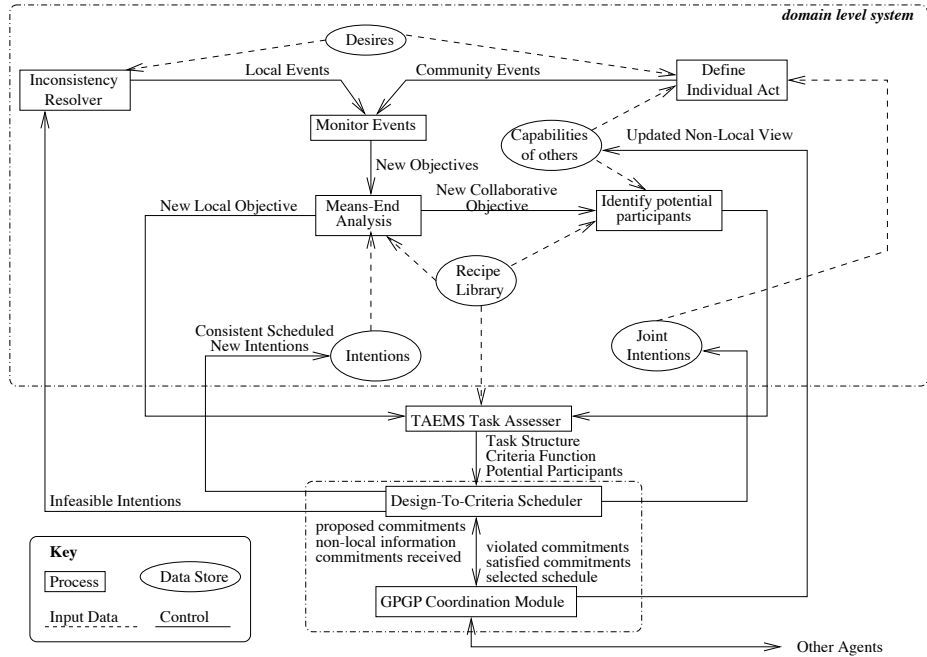 domain level system
Desires
Inconsistency
Resolver
Local Events
Community Events
Define
Individual Act
Monitor Events
Capabilities
of others
Updated Non-Local View
New Objectives
New Local Objective
Means-End
Analysis
New Collaborative
Objective
Identify potential
participants
Recipe
Library
Consistent Scheduled
New Intentions
Intentions
Joint
Intentions
TAEMS Task Assesser
Task Structure
Criteria Function
Potential Participants
Infeasible Intentions
Design-To-Criteria Scheduler
proposed commitments
non-local information
commitments received
violated commitments
satisfied commitments
selected schedule
GPGP Coordination Module
Other Agents
Key
Process
Data Store
Input Data
Control